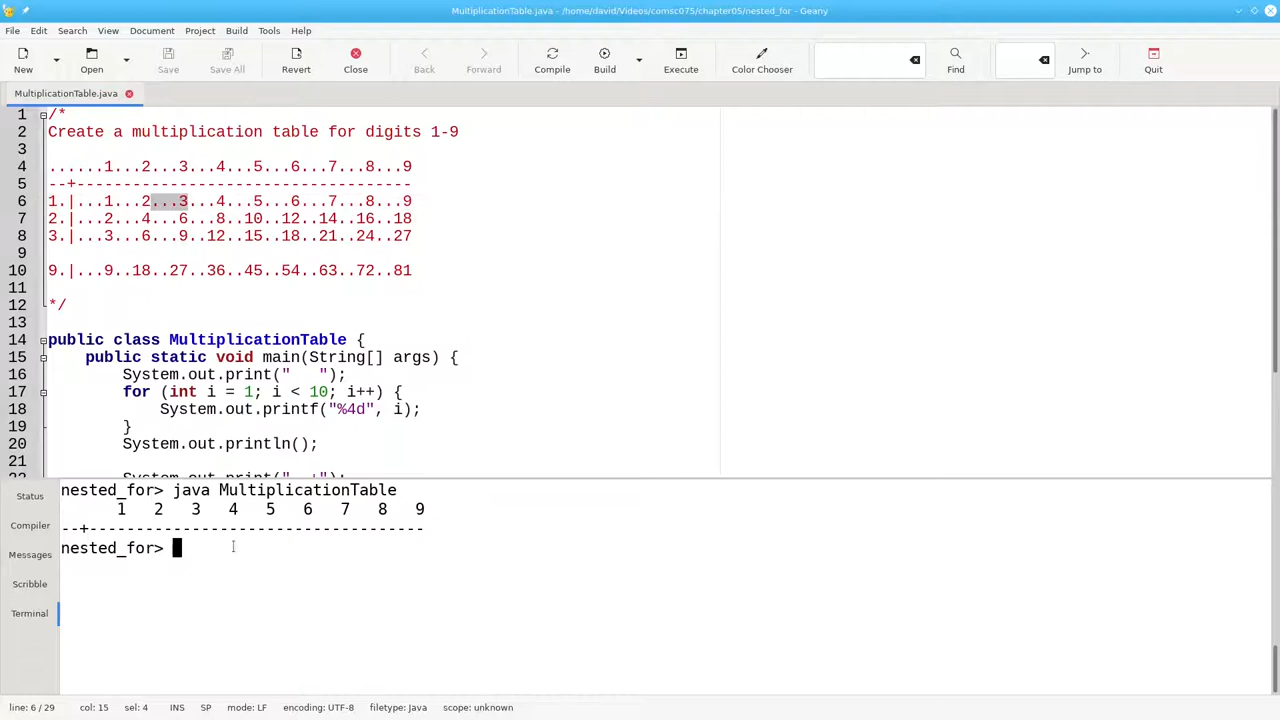 MultiplicationTable.java - /home/david/Videos/comsc075/chapter05/nested_for - Geany
File Edit Search View Document Project Build Tools Help
New Open Save Save All Revert Close Back Forward Compile Build Execute Color Chooser Find Jump to Quit
MultiplicationTable.java
1 /*
2 Create a multiplication table for digits 1-9
3
4 ......1...2...3...4...5...6...7...8...9
5 --+------------------------------------
6 1.|...1...2...3...4...5...6...7...8...9
7 2.|...2...4...6...8..10..12..14..16..18
8 3.|...3...6...9..12..15..18..21..24..27
9
10 9.|...9..18..27..36..45..54..63..72..81
11
12 */
13
14 public class MultiplicationTable {
15     public static void main(String[] args) {
16         System.out.print("   ");
17         for (int i = 1; i < 10; i++) {
18             System.out.printf("%4d", i);
19         }
20         System.out.println();
21
22         System.out.print("--+");
nested_for> java MultiplicationTable
      1   2   3   4   5   6   7   8   9
--+------------------------------------
nested_for>
Status
Compiler
Messages
Scribble
Terminal
line: 6 / 29 col: 15 sel: 4 INS SP mode: LF encoding: UTF-8 filetype: Java scope: unknown